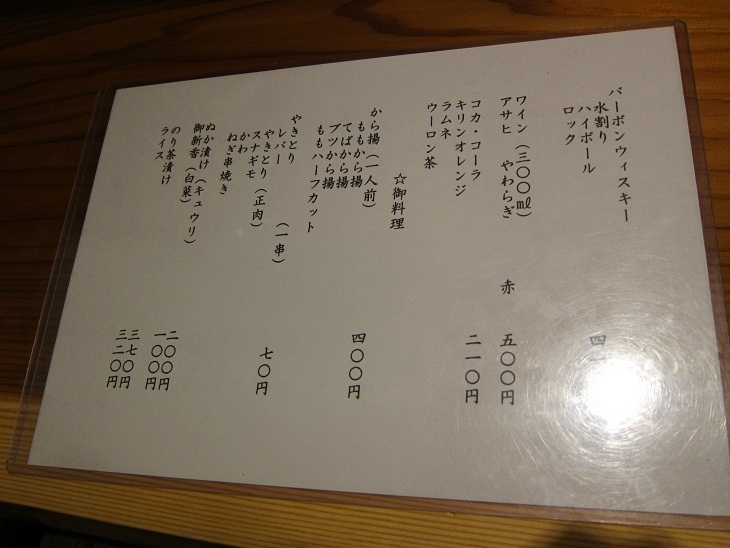 バーボンウィスキー
水割り
ハイボール
ロック
ワイン（三〇〇㎖）
アサヒ　やわらぎ　赤　五〇〇円
コカ・コーラ　二一〇円
キリンオレンジ
ラムネ
ウーロン茶
☆御料理
から揚（一人前）　四〇〇円
ももから揚
てばから揚
ブツから揚
ももハーフカット
やきとり
レバー　（一串）　七〇円
やきとり（正肉）
スナギモ
かわ
ねぎ串焼き
ぬか漬け（キュウリ）　二〇〇円
御新香（白菜）　一〇〇円
のり茶漬け　三七〇円
ライス　三二〇円